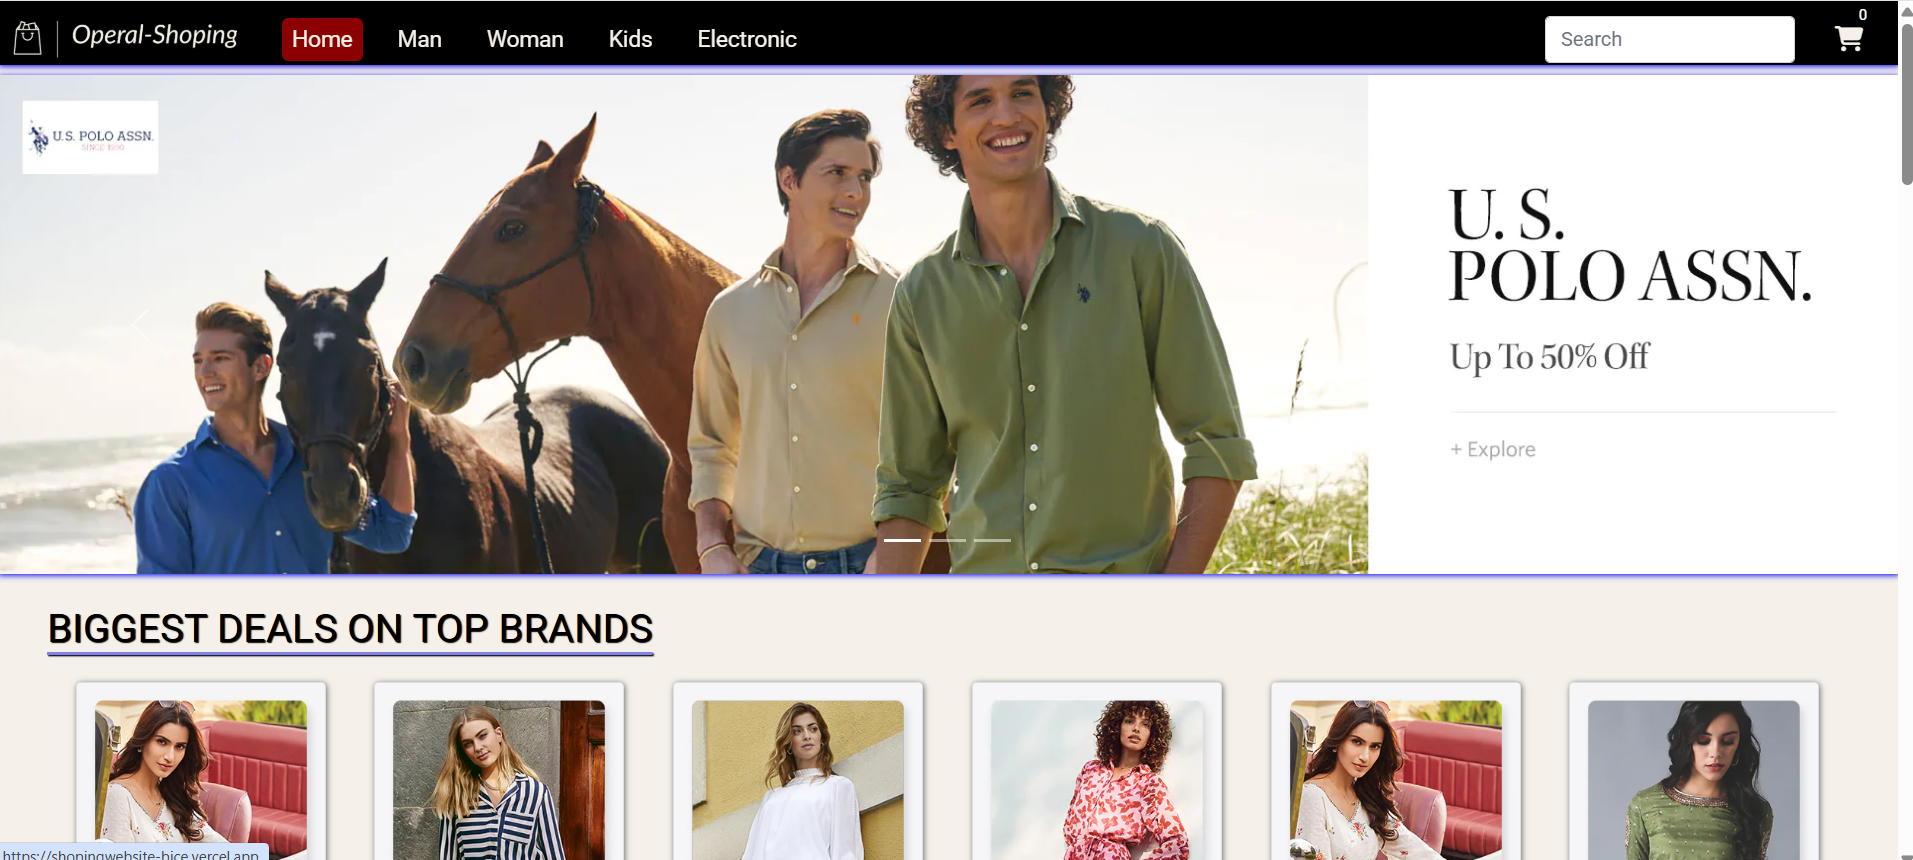 Operal-Shoping
Home
Man
Woman
Kids
Electronic
Search
0
U.S. POLO ASSN.
SINCE 1890
U. S.
POLO ASSN.
Up To 50% Off
+ Explore
BIGGEST DEALS ON TOP BRANDS
https://shopingwebsite-bice.vercel.app